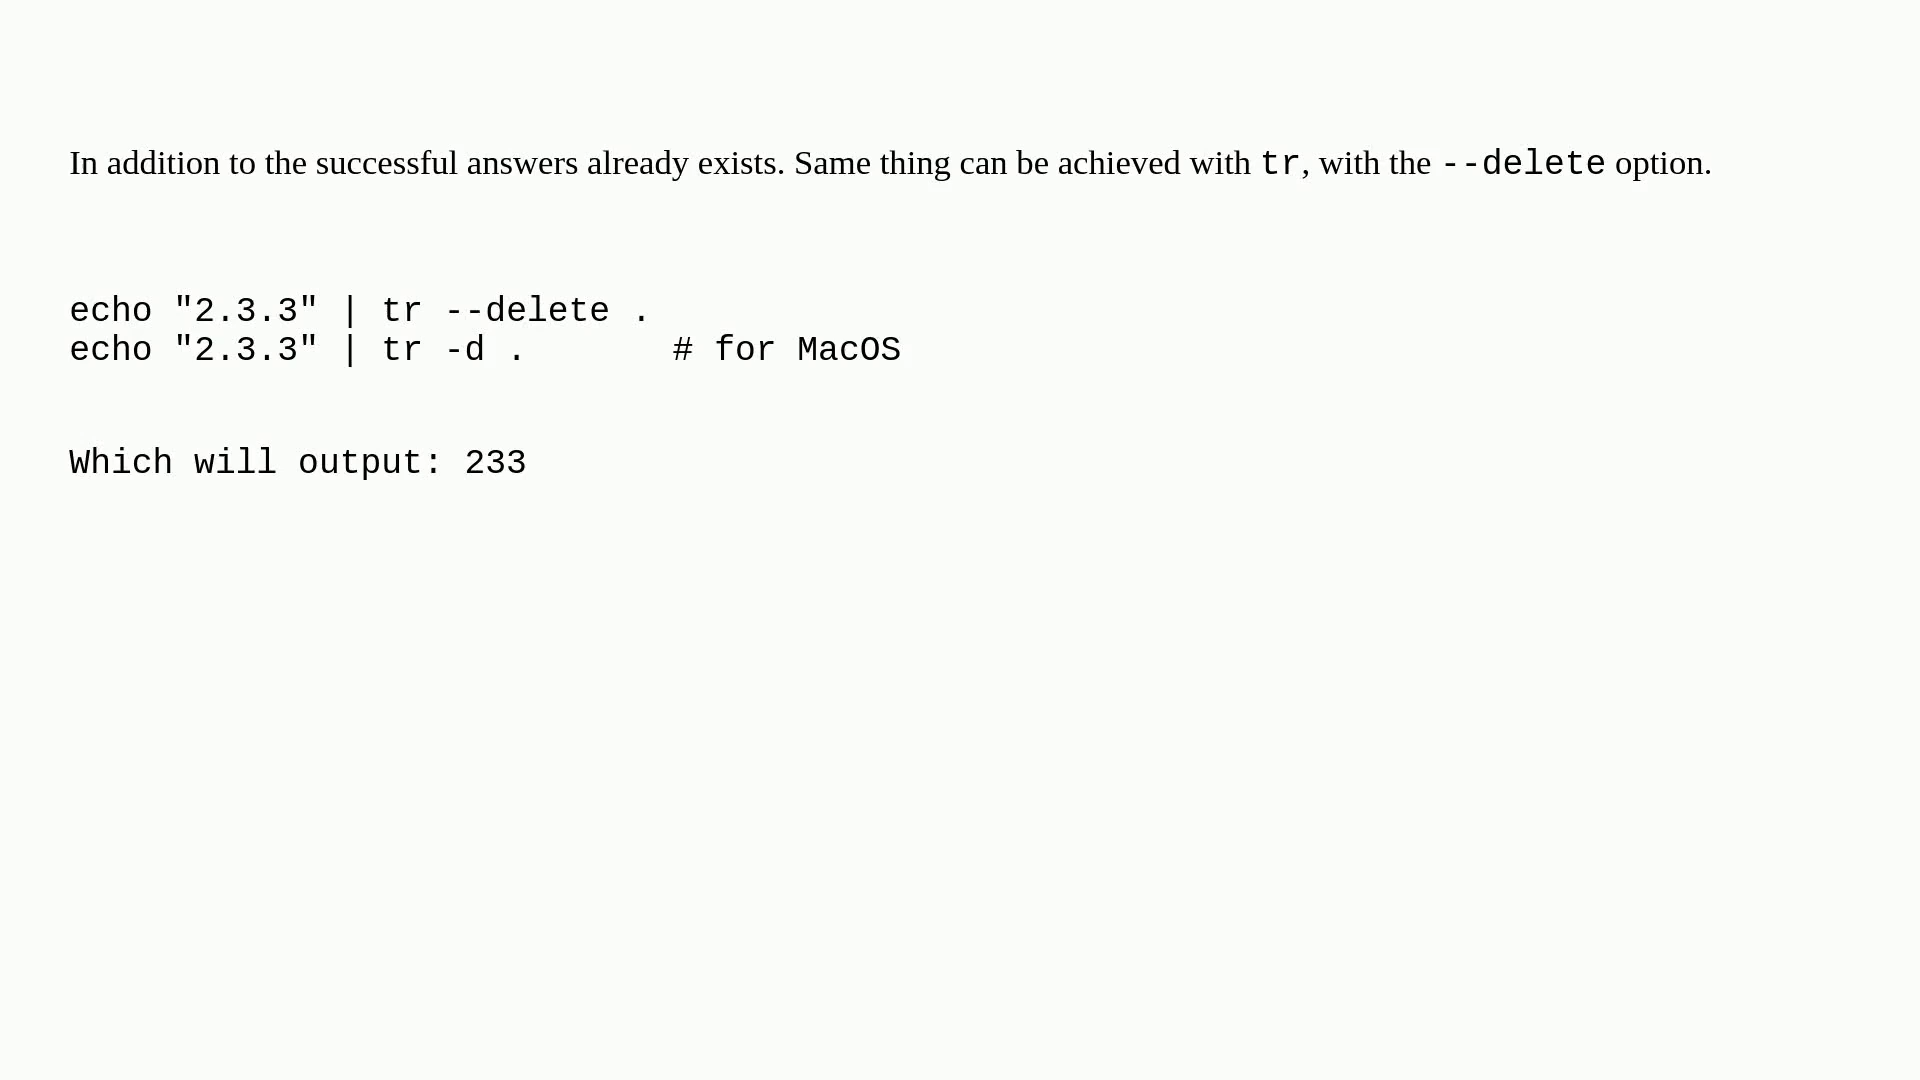 In addition to the successful answers already exists. Same thing can be achieved with tr, with the --delete option.
echo "2.3.3" | tr --delete .
echo "2.3.3" | tr -d .       # for MacOS
Which will output: 233